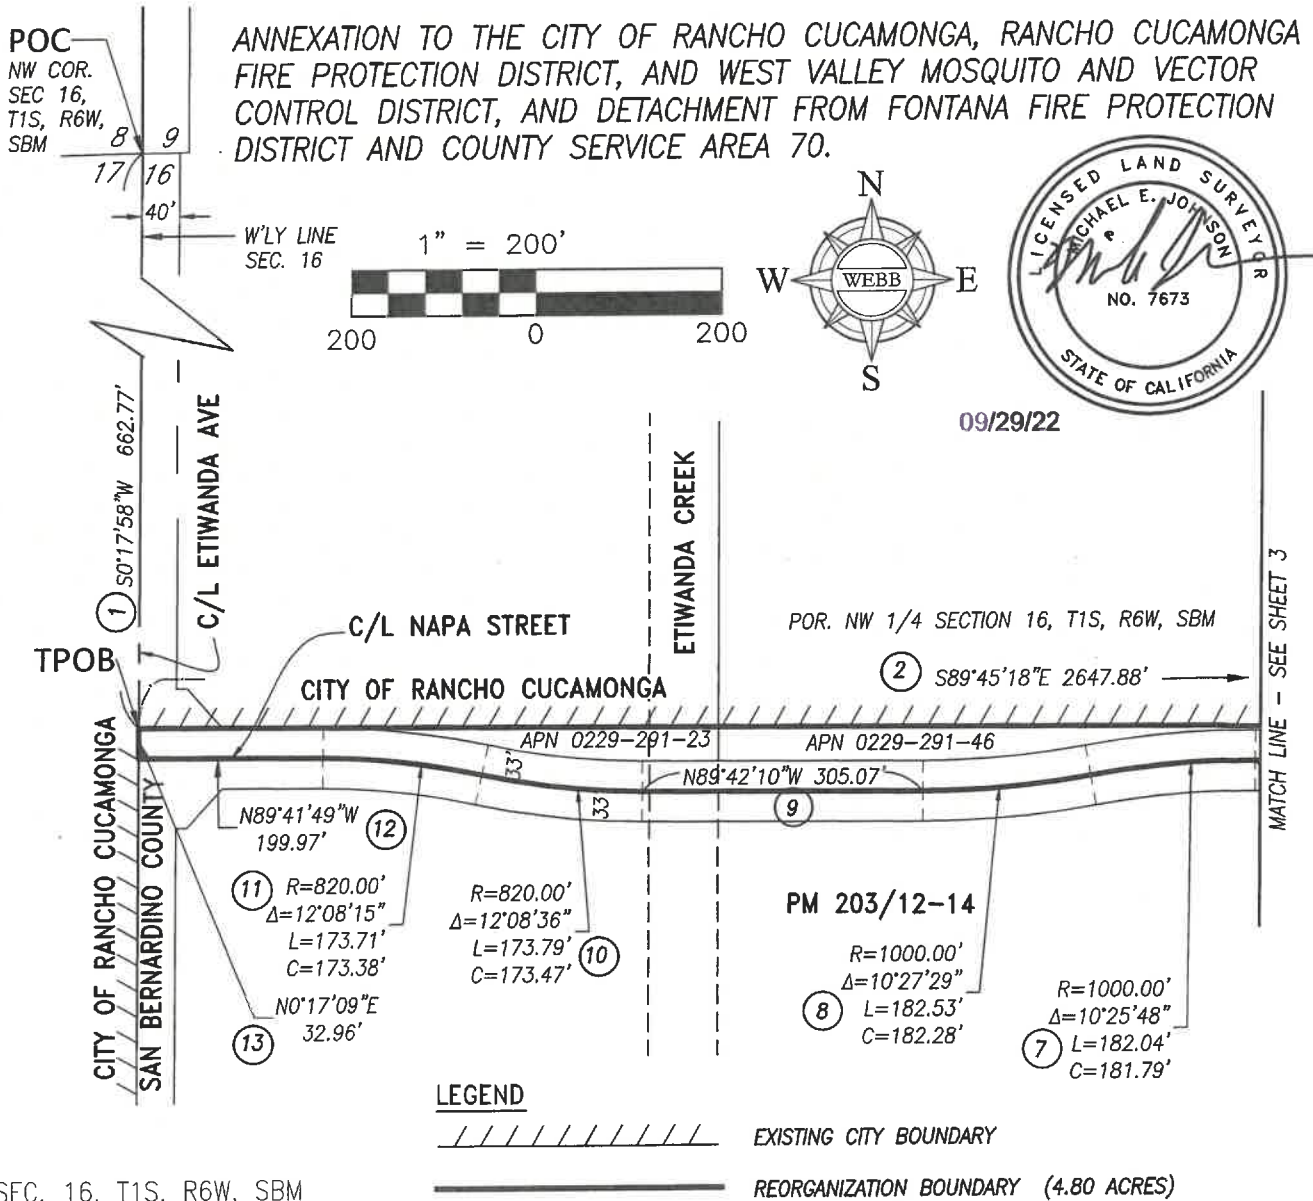 POC
NW COR.
SEC 16,
T1S, R6W,
SBM
8 9
17 16
40'
ANNEXATION TO THE CITY OF RANCHO CUCAMONGA, RANCHO CUCAMONGA
FIRE PROTECTION DISTRICT, AND WEST VALLEY MOSQUITO AND VECTOR
CONTROL DISTRICT, AND DETACHMENT FROM FONTANA FIRE PROTECTION
DISTRICT AND COUNTY SERVICE AREA 70.
W'LY LINE
SEC. 16
1" = 200'
200 0 200
N
W WEBB E
S
LICENSED LAND SURVEYOR
MICHAEL E. JOHNSON
NO. 7673
STATE OF CALIFORNIA
09/29/22
1 S0°17'58"W 662.77'
C/L ETIWANDA AVE
TPOB
C/L NAPA STREET
CITY OF RANCHO CUCAMONGA
ETIWANDA CREEK
POR. NW 1/4 SECTION 16, T1S, R6W, SBM
2 S89°45'18"E 2647.88'
MATCH LINE - SEE SHEET 3
APN 0229-291-23
APN 0229-291-46
33'
33'
N89°42'10"W 305.07'
9
CITY OF RANCHO CUCAMONGA
SAN BERNARDINO COUNTY
N89°41'49"W
199.97'
12
11 R=820.00'
Δ=12°08'15"
L=173.71'
C=173.38'
R=820.00'
Δ=12°08'36"
L=173.79'
C=173.47'
10
PM 203/12-14
R=1000.00'
Δ=10°27'29"
8 L=182.53'
C=182.28'
R=1000.00'
Δ=10°25'48"
7 L=182.04'
C=181.79'
N0°17'09"E
32.96'
13
LEGEND
EXISTING CITY BOUNDARY
REORGANIZATION BOUNDARY (4.80 ACRES)
SEC. 16, T1S, R6W, SBM